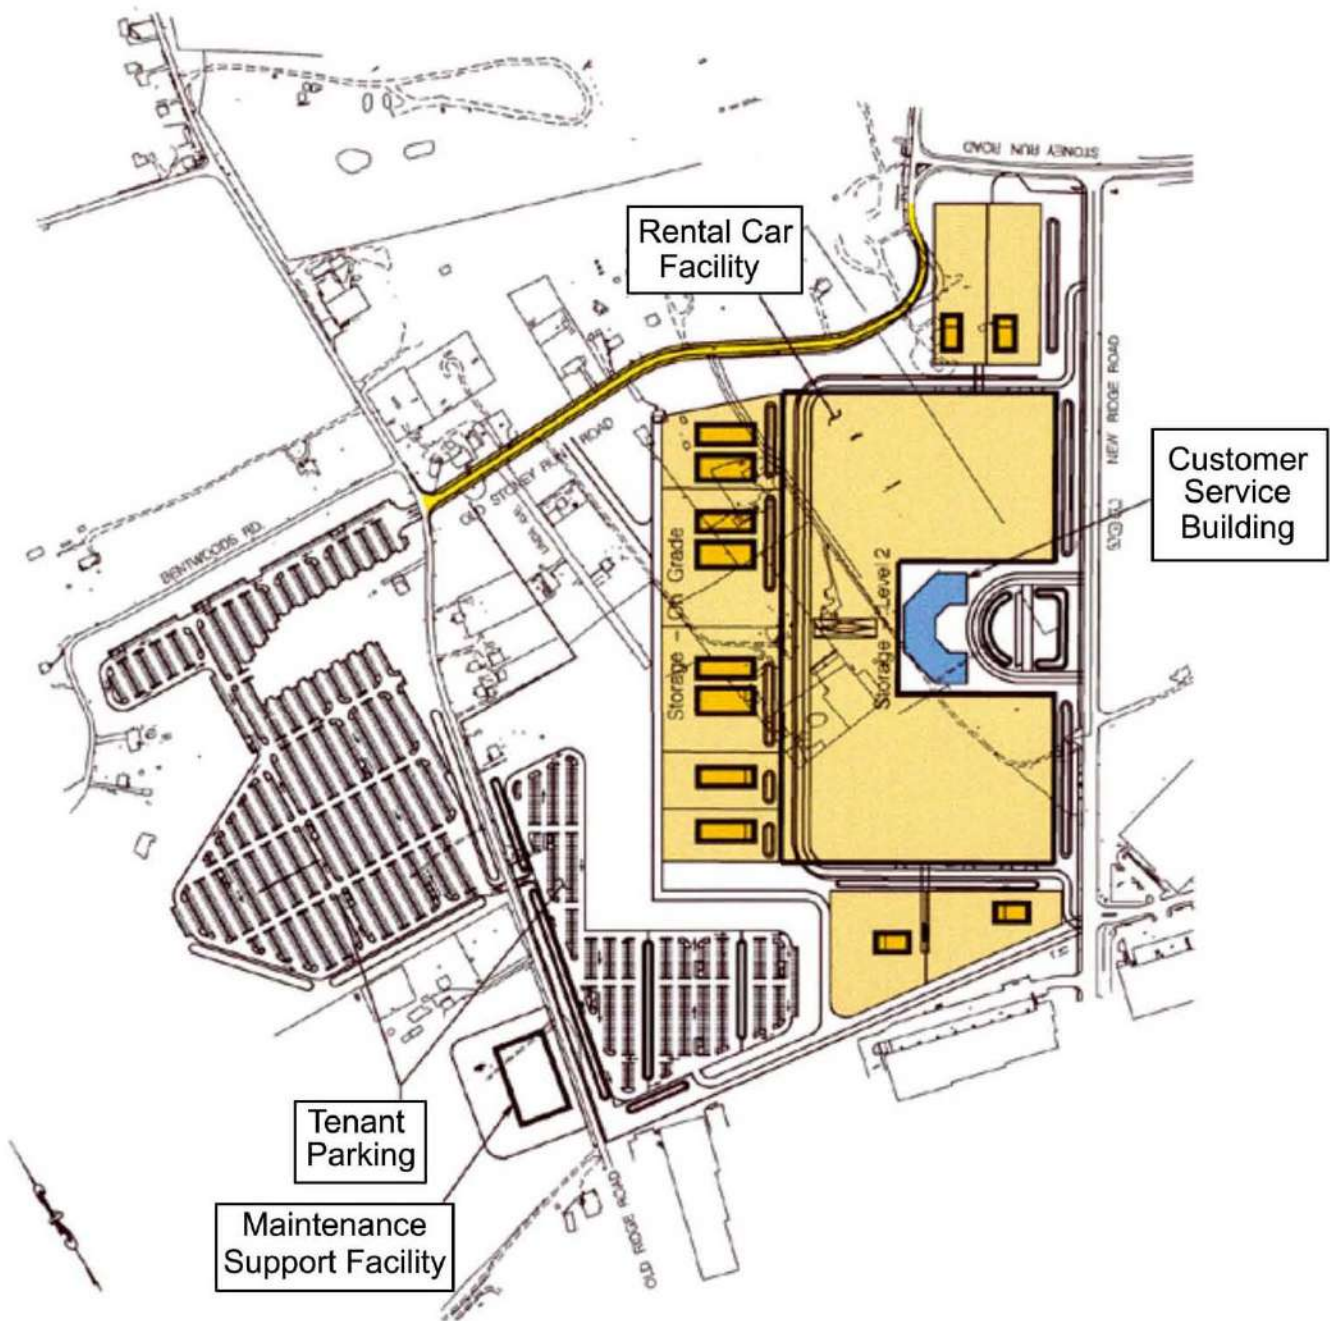 STONEY RUN ROAD
Rental Car
Facility
NEW RIDGE ROAD
Customer
Service
Building
OLD STONEY RUN ROAD
BENTWOODS RD.
Storage - On Grade
Storage - Level 2
Tenant
Parking
Maintenance
Support Facility
OLD RIDGE ROAD